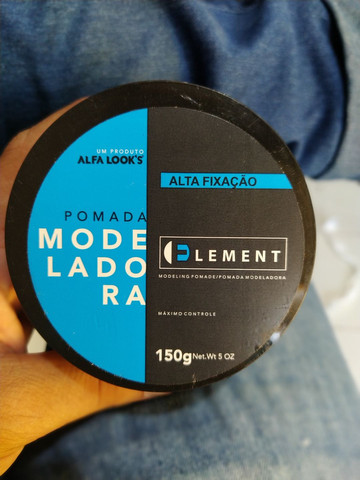 UM PRODUTO
ALFA LOOK'S
POMADA
MODE
LADO
RA
ALTA FIXAÇÃO
ELEMENT
MODELING POMADE/POMADA MODELADORA
MÁXIMO CONTROLE
150g Net.Wt 5 OZ